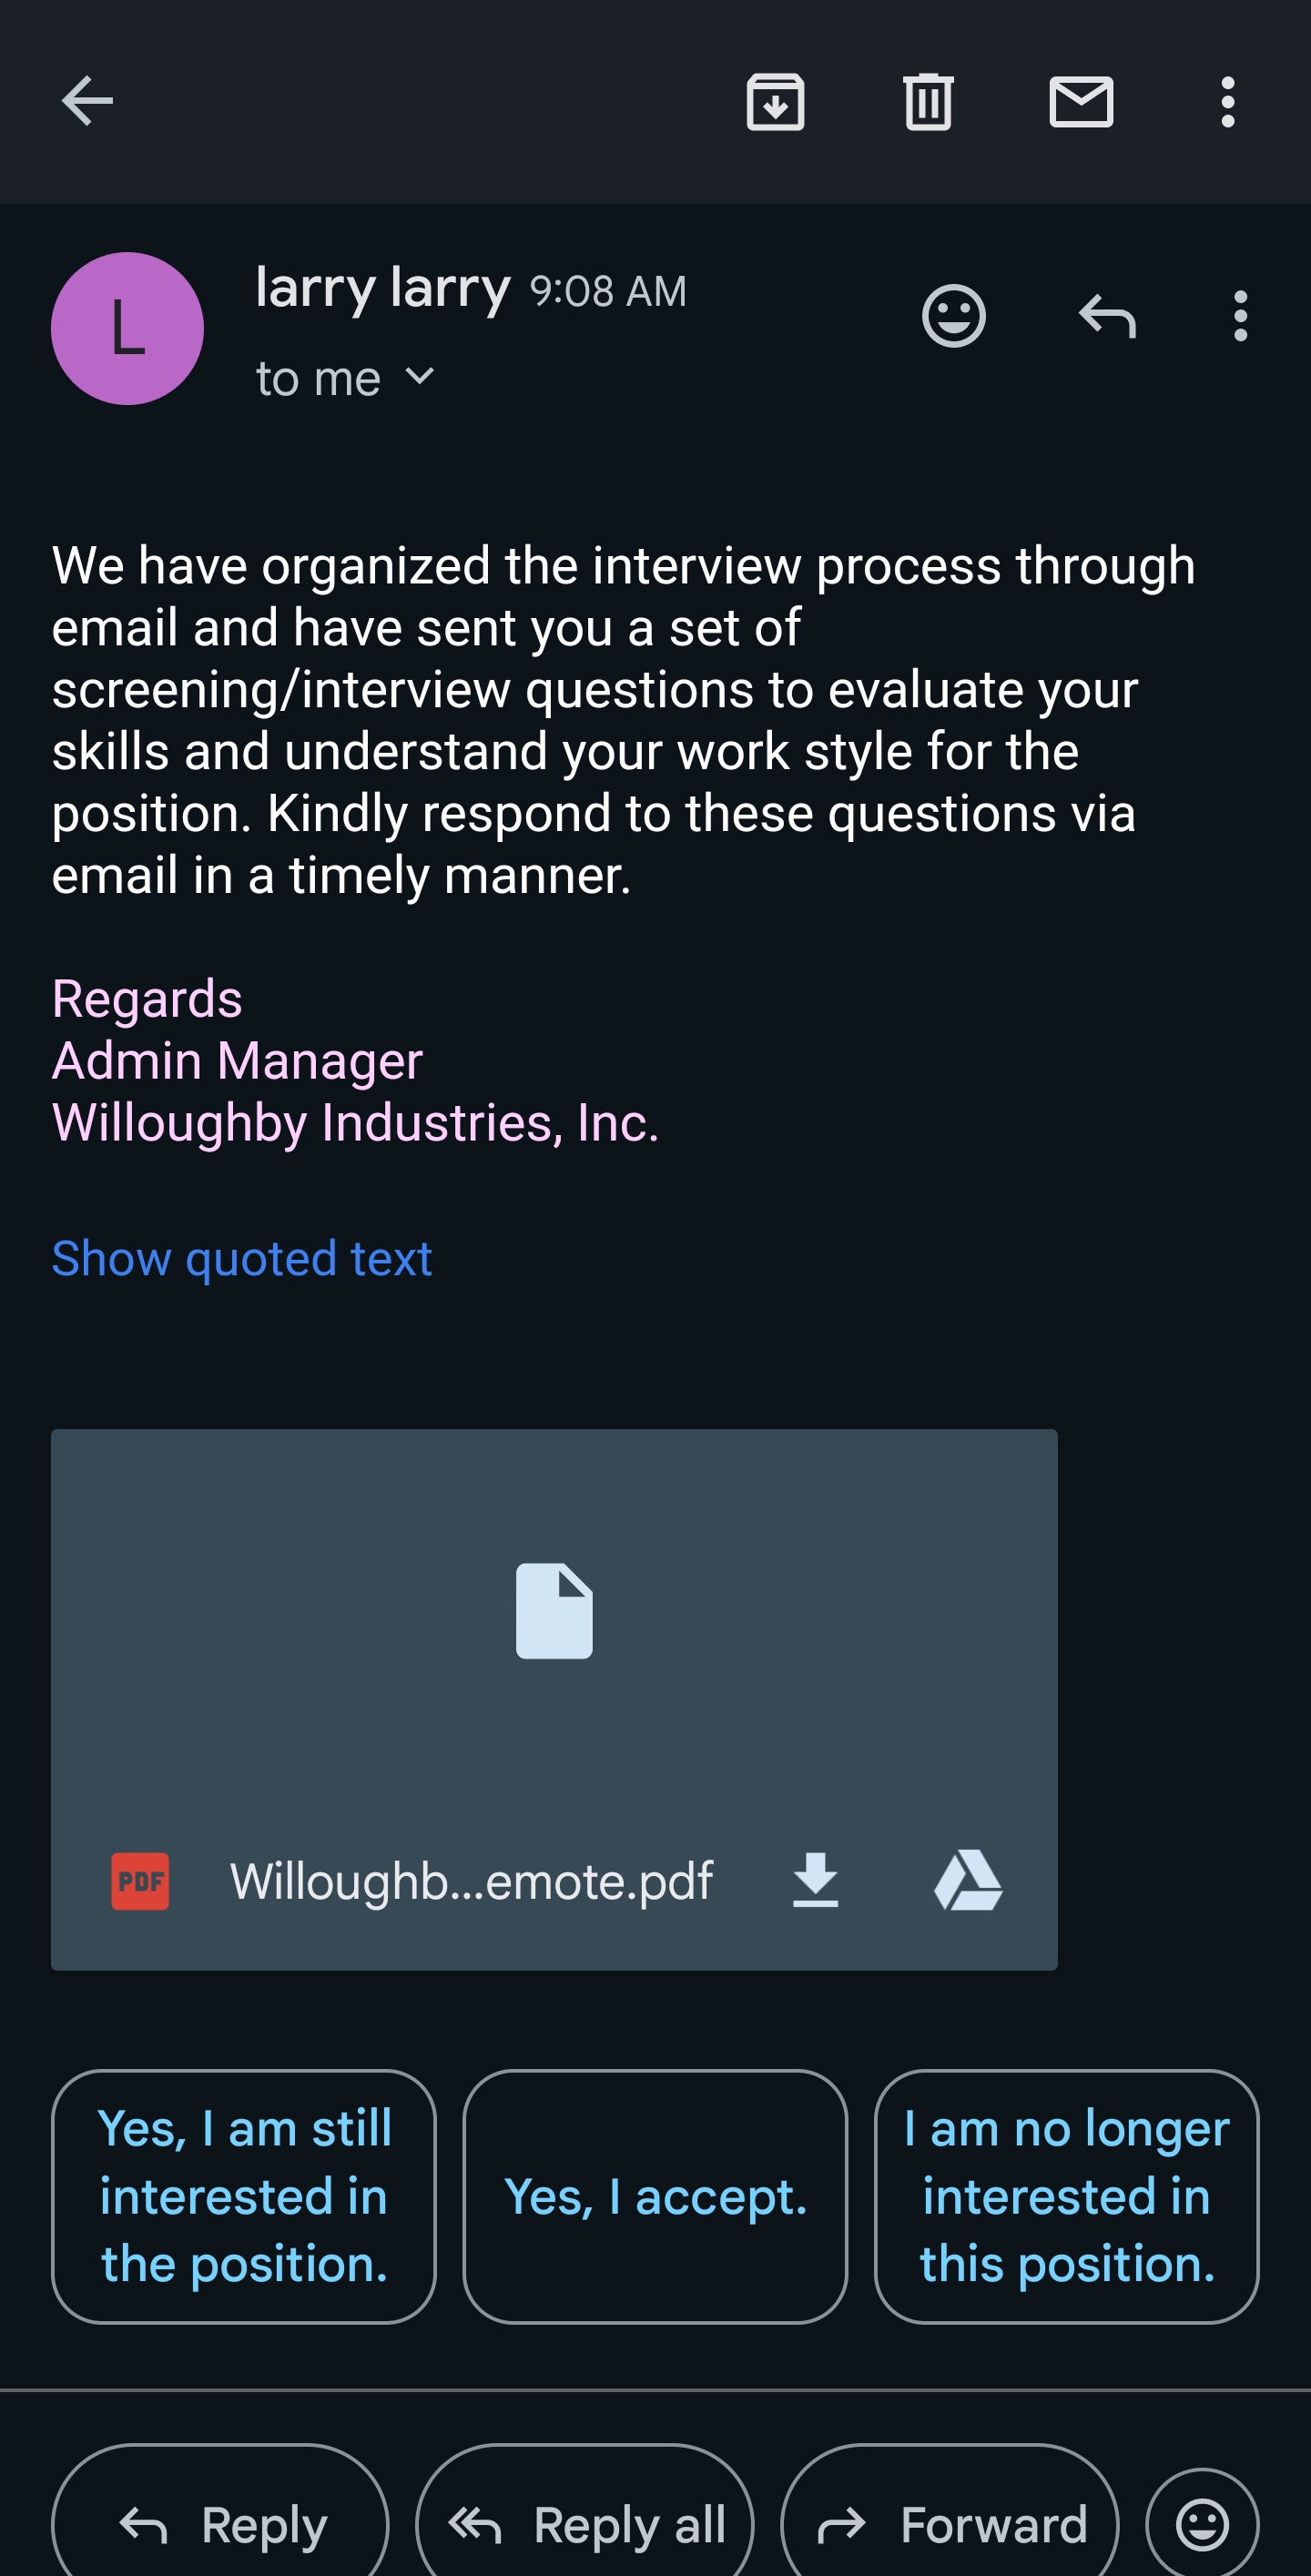 L
larry larry 9:08 AM
to me
We have organized the interview process through
email and have sent you a set of
screening/interview questions to evaluate your
skills and understand your work style for the
position. Kindly respond to these questions via
email in a timely manner.
Regards
Admin Manager
Willoughby Industries, Inc.
Show quoted text
PDF Willoughb...emote.pdf
Yes, I am still
interested in
the position.
Yes, I accept.
I am no longer
interested in
this position.
Reply Reply all Forward